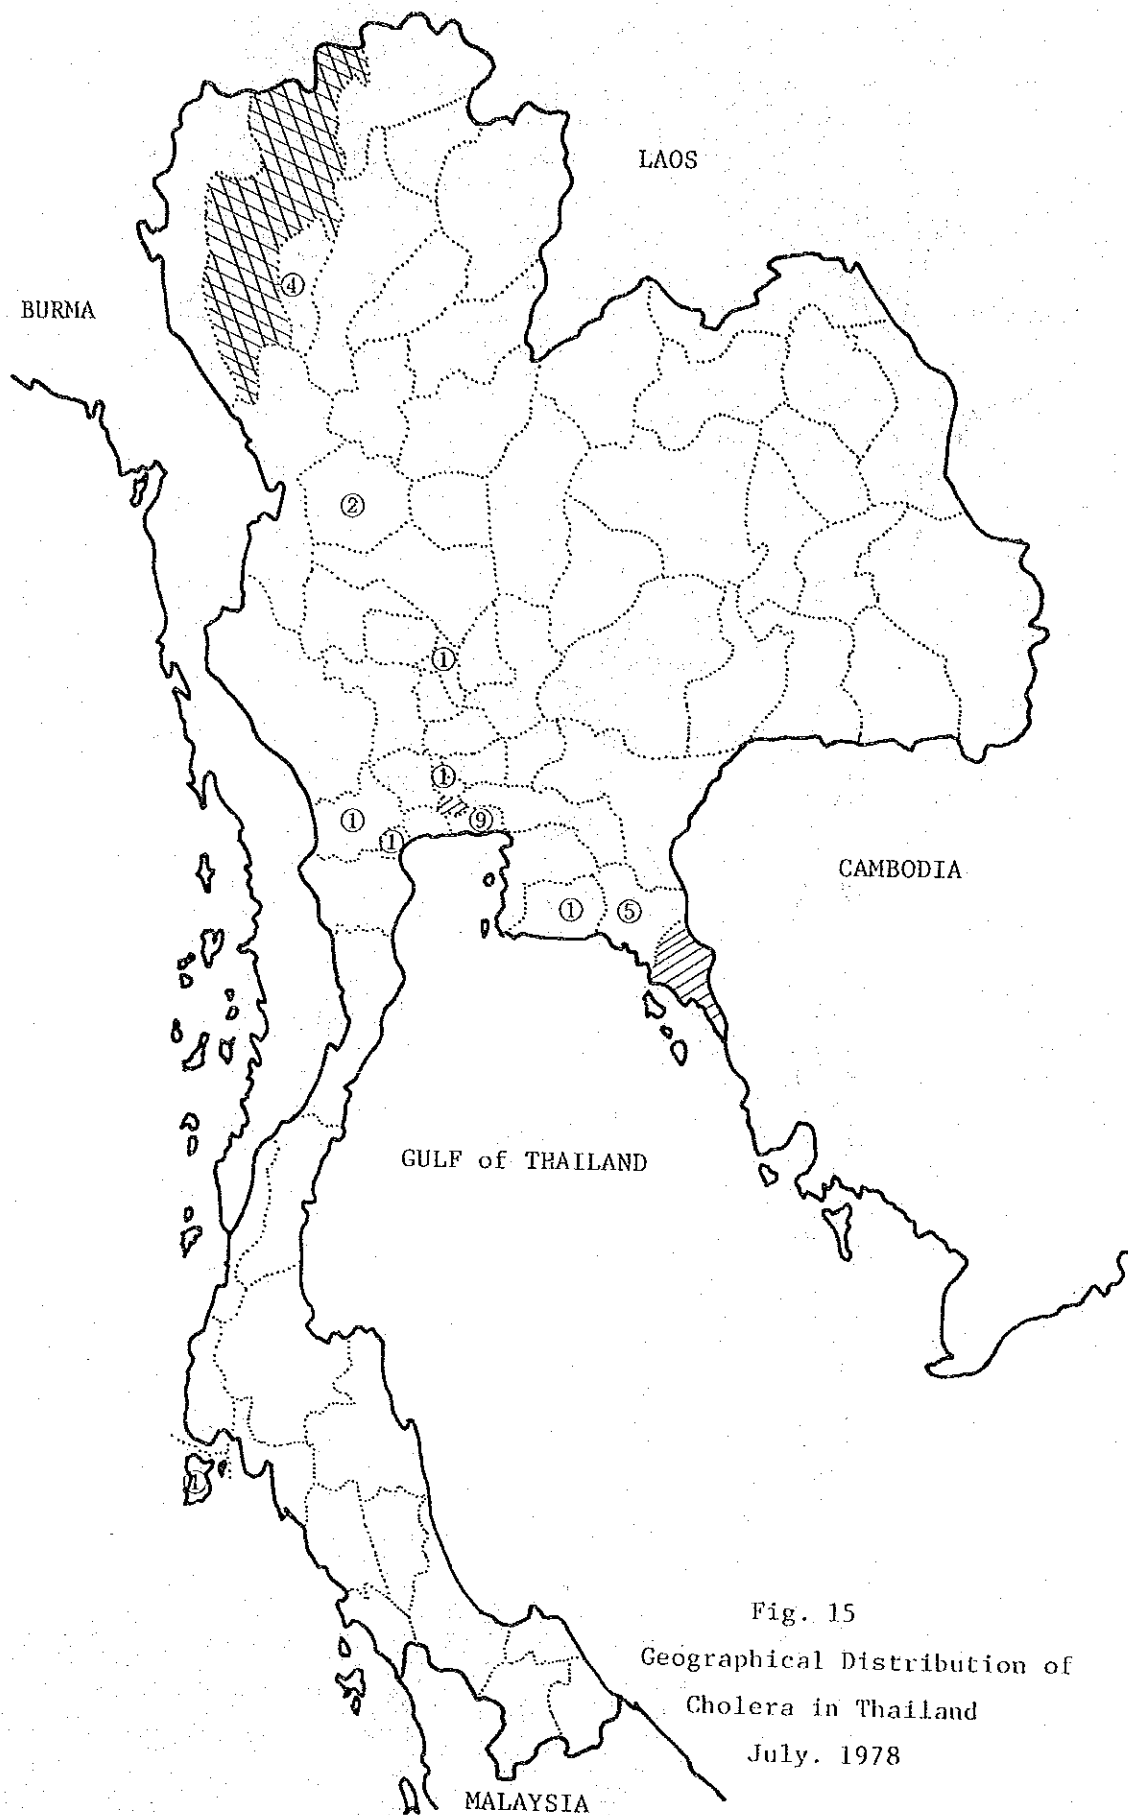 LAOS
④
BURMA
②
①
①
①
⑨
①
CAMBODIA
①
⑤
GULF of THAILAND
①
Fig. 15
Geographical Distribution of
Cholera in Thailand
July. 1978
MALAYSIA